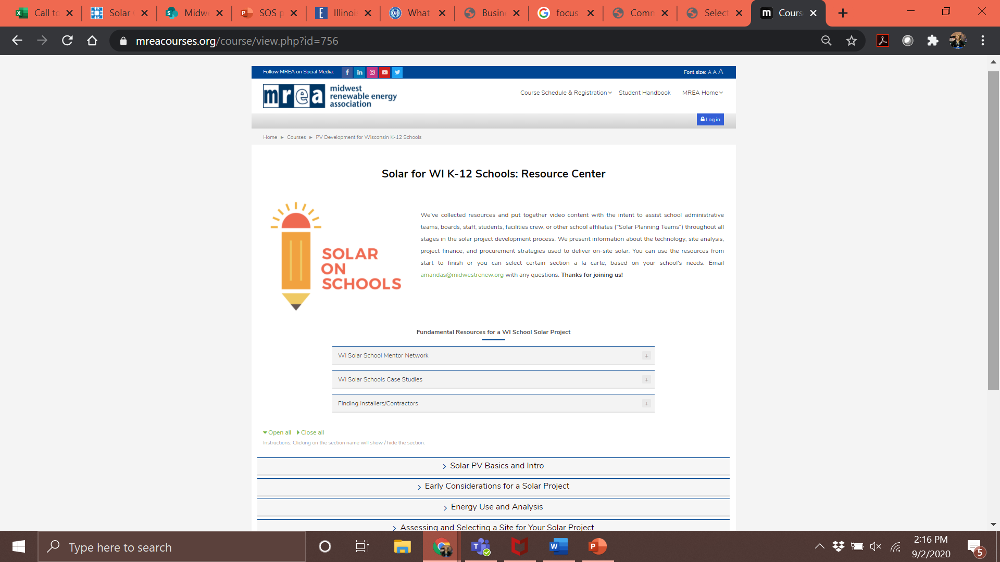 Call to
Solar
Midwe
SOS p
Illinois
What
Busin
focus
Comm
Select
Cours
mreacourses.org/course/view.php?id=756
Follow MREA on Social Media:
Font size: A A A
mrea
midwest
renewable energy
association
Course Schedule & Registration
Student Handbook
MREA Home
Log in
Home ► Courses ► PV Development for Wisconsin K-12 Schools
Solar for WI K-12 Schools: Resource Center
SOLAR
ON
SCHOOLS
We've collected resources and put together video content with the intent to assist school administrative
teams, boards, staff, students, facilities crew, or other school affiliates (“Solar Planning Teams”) throughout all
stages in the solar project development process. We present information about the technology, site analysis,
project finance, and procurement strategies used to deliver on-site solar. You can use the resources from
start to finish or you can select certain section a la carte, based on your school's needs. Email
amandas@midwestrenew.org with any questions. Thanks for joining us!
Fundamental Resources for a WI School Solar Project
WI Solar School Mentor Network
WI Solar Schools Case Studies
Finding Installers/Contractors
Open all Close all
Instructions: Clicking on the section name will show / hide the section.
Solar PV Basics and Intro
Early Considerations for a Solar Project
Energy Use and Analysis
Assessing and Selecting a Site for Your Solar Project
Type here to search
2:16 PM
9/2/2020
5